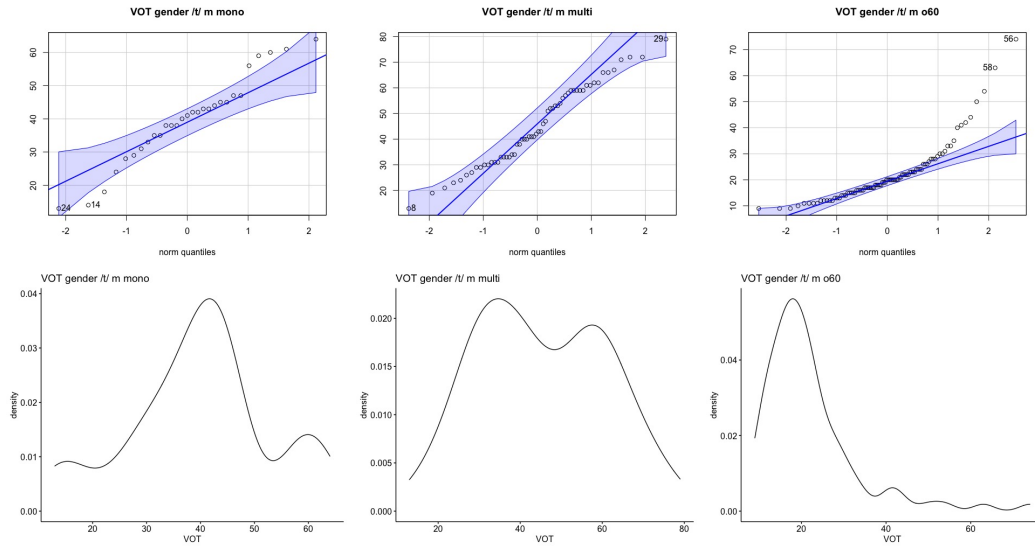 VOT gender /t/ m mono
VOT gender /t/ m multi
VOT gender /t/ m o60
60
50
40
30
20
24
14
-2 -1 0 1 2
norm quantiles
80
70
60
50
40
30
20
29
8
-2 -1 0 1 2
norm quantiles
70
60
50
40
30
20
10
56
58
-2 -1 0 1 2
norm quantiles
VOT gender /t/ m mono
0.04
0.03
0.02
0.01
0.00
density
20 30 40 50 60
VOT
VOT gender /t/ m multi
0.020
0.015
0.010
0.005
0.000
density
20 40 60 80
VOT
VOT gender /t/ m o60
0.04
0.02
0.00
density
20 40 60
VOT